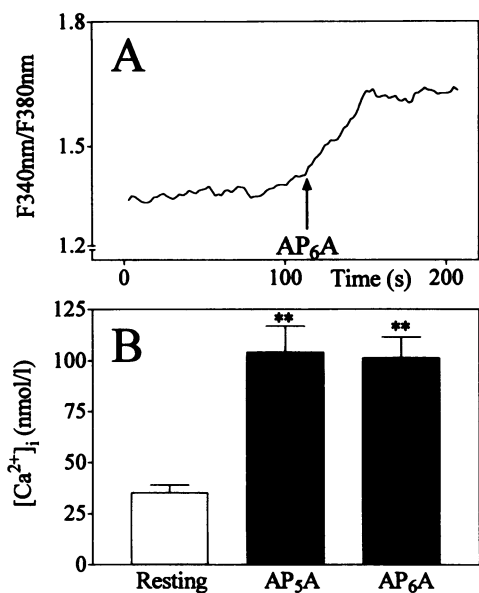 A
F340nm/F380nm
1.8
1.5
1.2
AP₆A
0
100
Time (s)
200
B
[Ca²⁺]ᵢ (nmol/l)
125
100
75
50
25
0
**
**
Resting
AP₅A
AP₆A